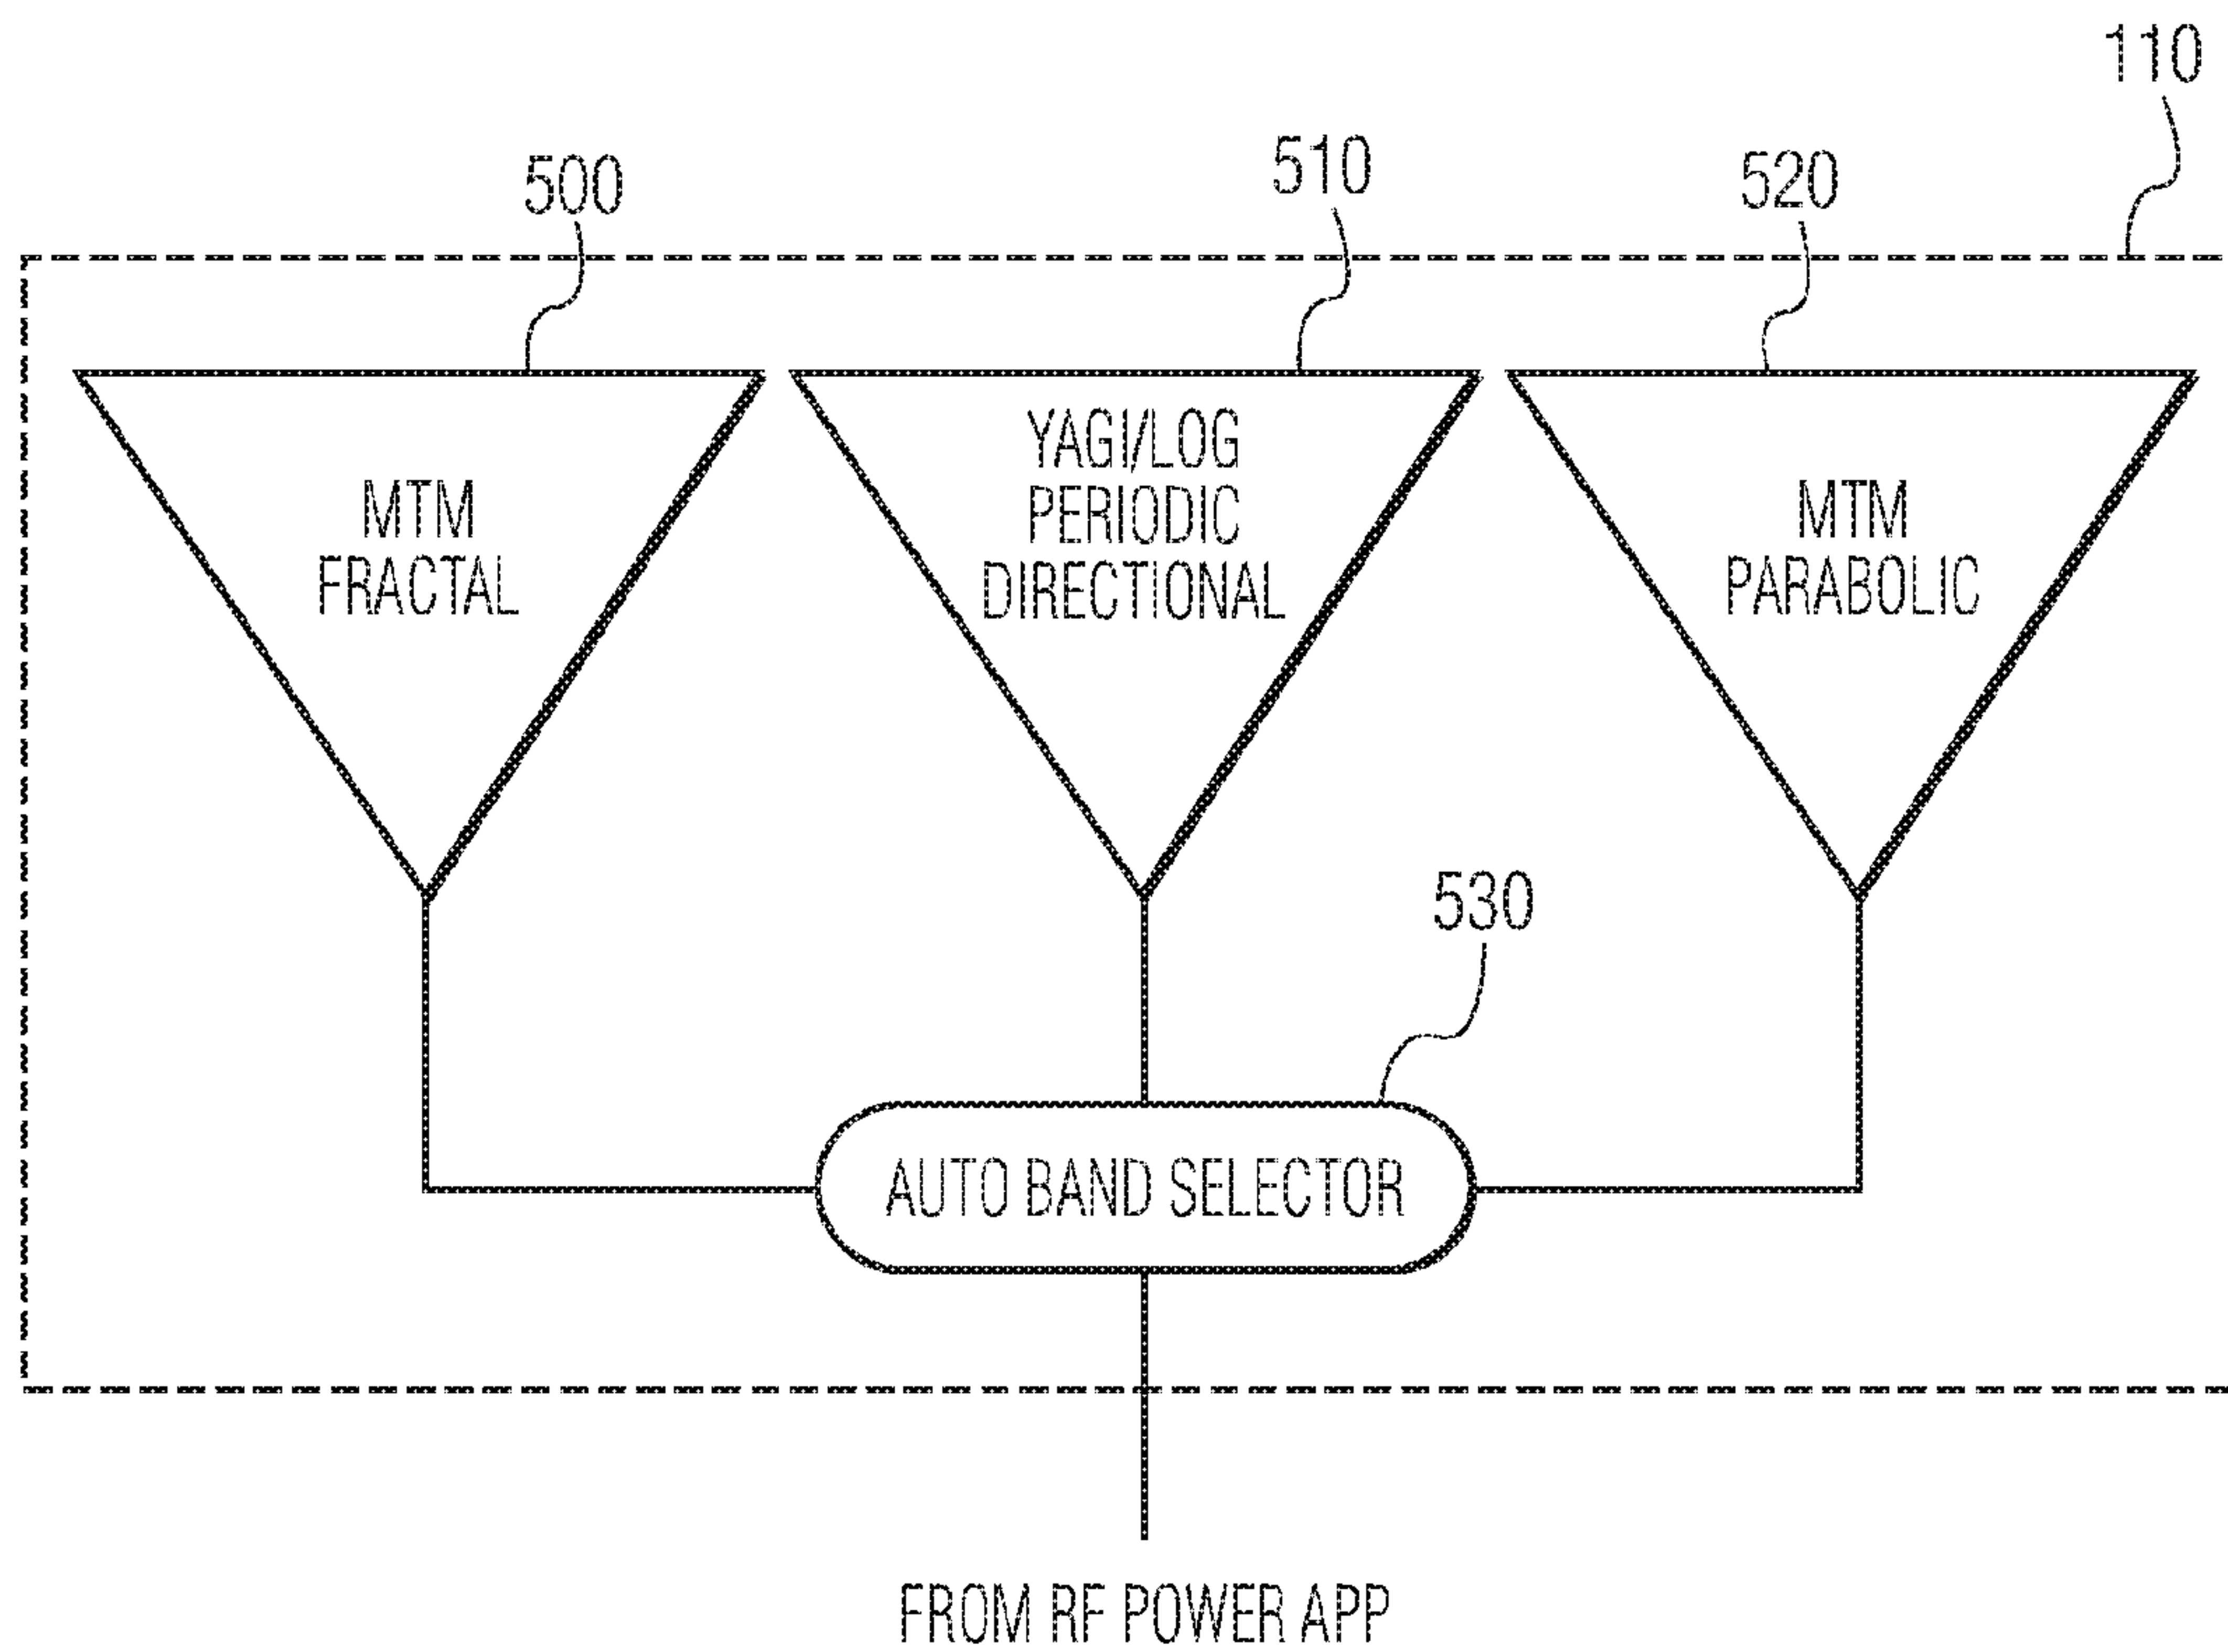 110
500
510
520
YAGI/LOG
PERIODIC
DIRECTIONAL
MTM
FRACTAL
MTM
PARABOLIC
530
AUTO BAND SELECTOR
FROM RF POWER APP